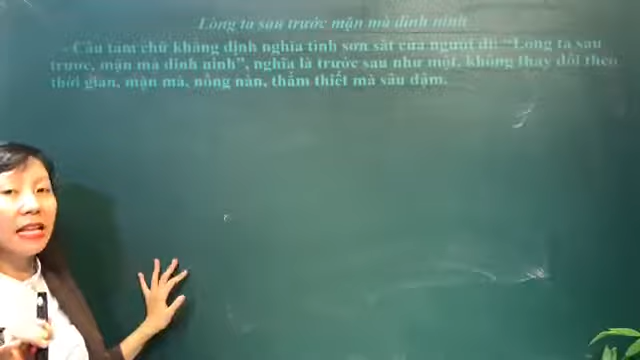 Lòng ta sau trước mặn mà đinh ninh
- Câu tám chữ khẳng định nghĩa tình sơn sắt của người đi: “Lòng ta sau
trước, mặn mà đinh ninh”, nghĩa là trước sau như một, không thay đổi theo
thời gian, mặn mà, nồng nàn, thắm thiết mà sâu đậm.